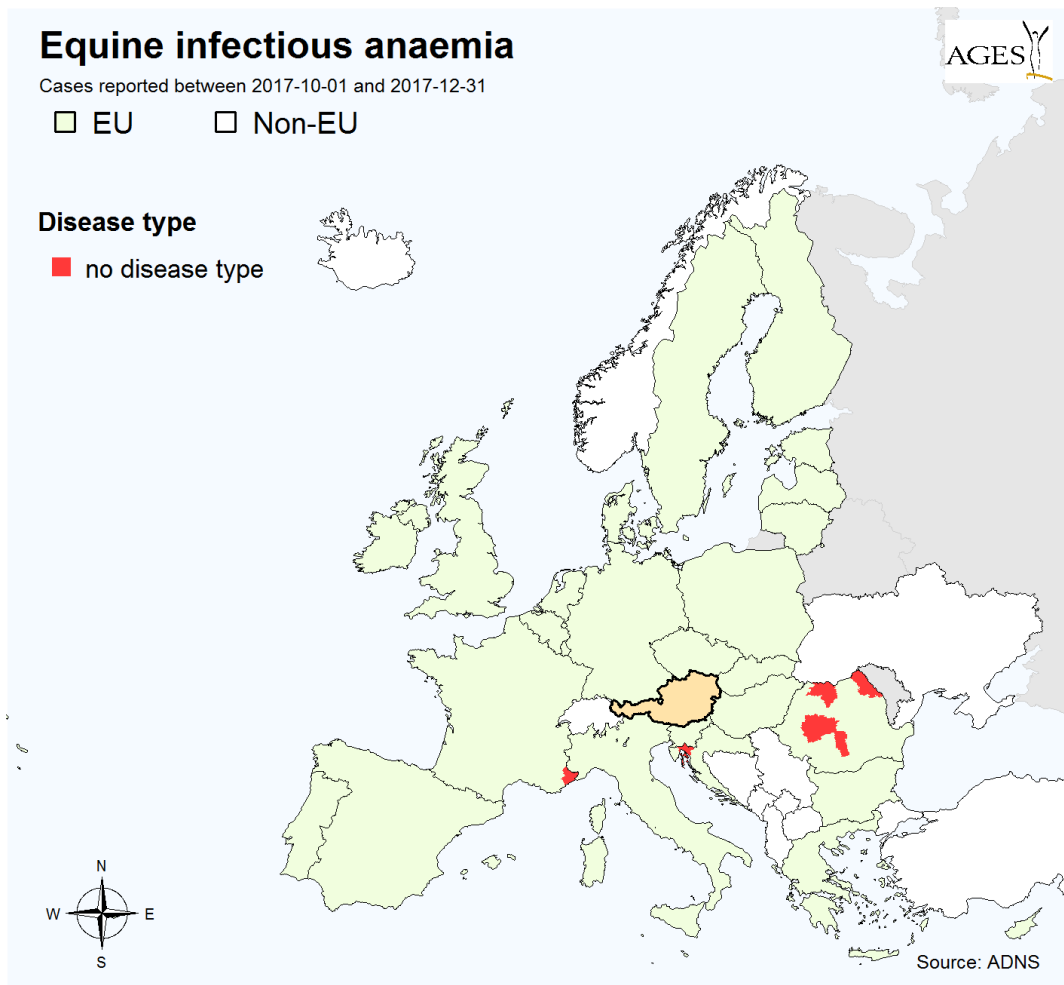 Equine infectious anaemia
Cases reported between 2017-10-01 and 2017-12-31
EU
Non-EU
AGES
Disease type
no disease type
N
W
E
S
Source: ADNS